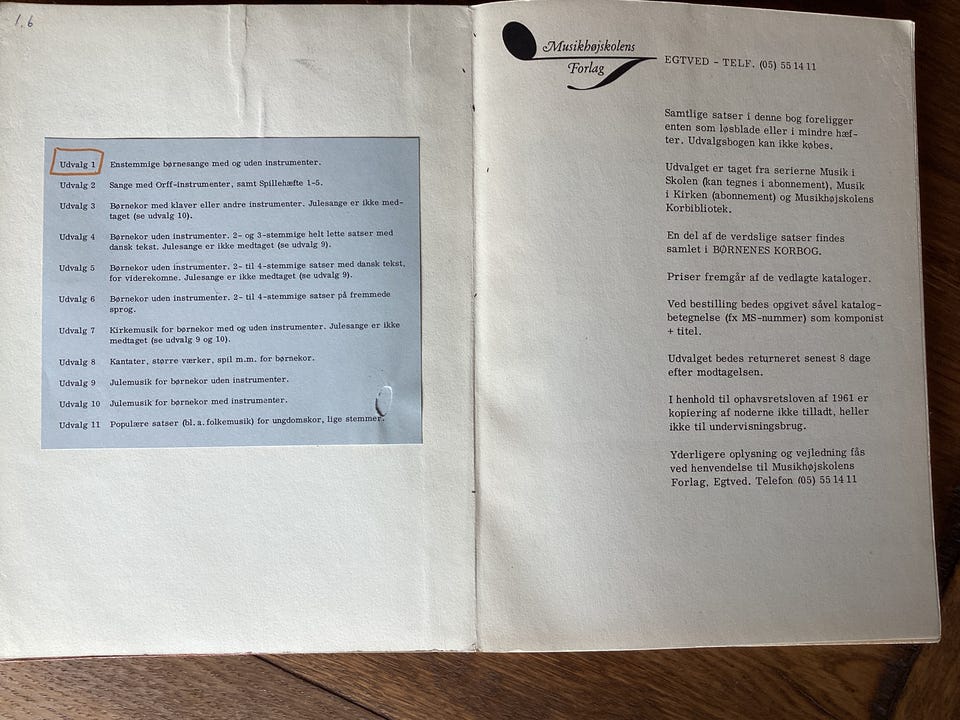 1.6
Udvalg 1 Enstemmige børnesange med og uden instrumenter.
Udvalg 2 Sange med Orff-instrumenter, samt Spillehæfte 1-5.
Udvalg 3 Børnekor med klaver eller andre instrumenter. Julesange er ikke med-
taget (se udvalg 10).
Udvalg 4 Børnekor uden instrumenter. 2- og 3-stemmige helt lette satser med
dansk tekst. Julesange er ikke medtaget (se udvalg 9).
Udvalg 5 Børnekor uden instrumenter. 2- til 4-stemmige satser med dansk tekst,
for viderekomne. Julesange er ikke medtaget (se udvalg 9).
Udvalg 6 Børnekor uden instrumenter. 2- til 4-stemmige satser på fremmede
sprog.
Udvalg 7 Kirkemusik for børnekor med og uden instrumenter. Julesange er ikke
medtaget (se udvalg 9 og 10).
Udvalg 8 Kantater, større værker, spil m.m. for børnekor.
Udvalg 9 Julemusik for børnekor uden instrumenter.
Udvalg 10 Julemusik for børnekor med instrumenter.
Udvalg 11 Populære satser (bl.a. folkemusik) for ungdomskor, lige stemmer.
Musikhøjskolens
Forlag
EGTVED - TELF. (05) 55 14 11
Samtlige satser i denne bog foreligger
enten som løsblade eller i mindre hæf-
ter. Udvalgsbogen kan ikke købes.
Udvalget er taget fra serierne Musik i
Skolen (kan tegnes i abonnement), Musik
i Kirken (abonnement) og Musikhøjskolens
Korbibliotek.
En del af de verdslige satser findes
samlet i BØRNENES KORBOG.
Priser fremgår af de vedlagte kataloger.
Ved bestilling bedes opgivet såvel katalog-
betegnelse (fx MS-nummer) som komponist
+ titel.
Udvalget bedes returneret senest 8 dage
efter modtagelsen.
I henhold til ophavsretloven af 1961 er
kopiering af noderne ikke tilladt, heller
ikke til undervisningsbrug.
Yderligere oplysning og vejledning fås
ved henvendelse til Musikhøjskolens
Forlag, Egtved. Telefon (05) 55 14 11